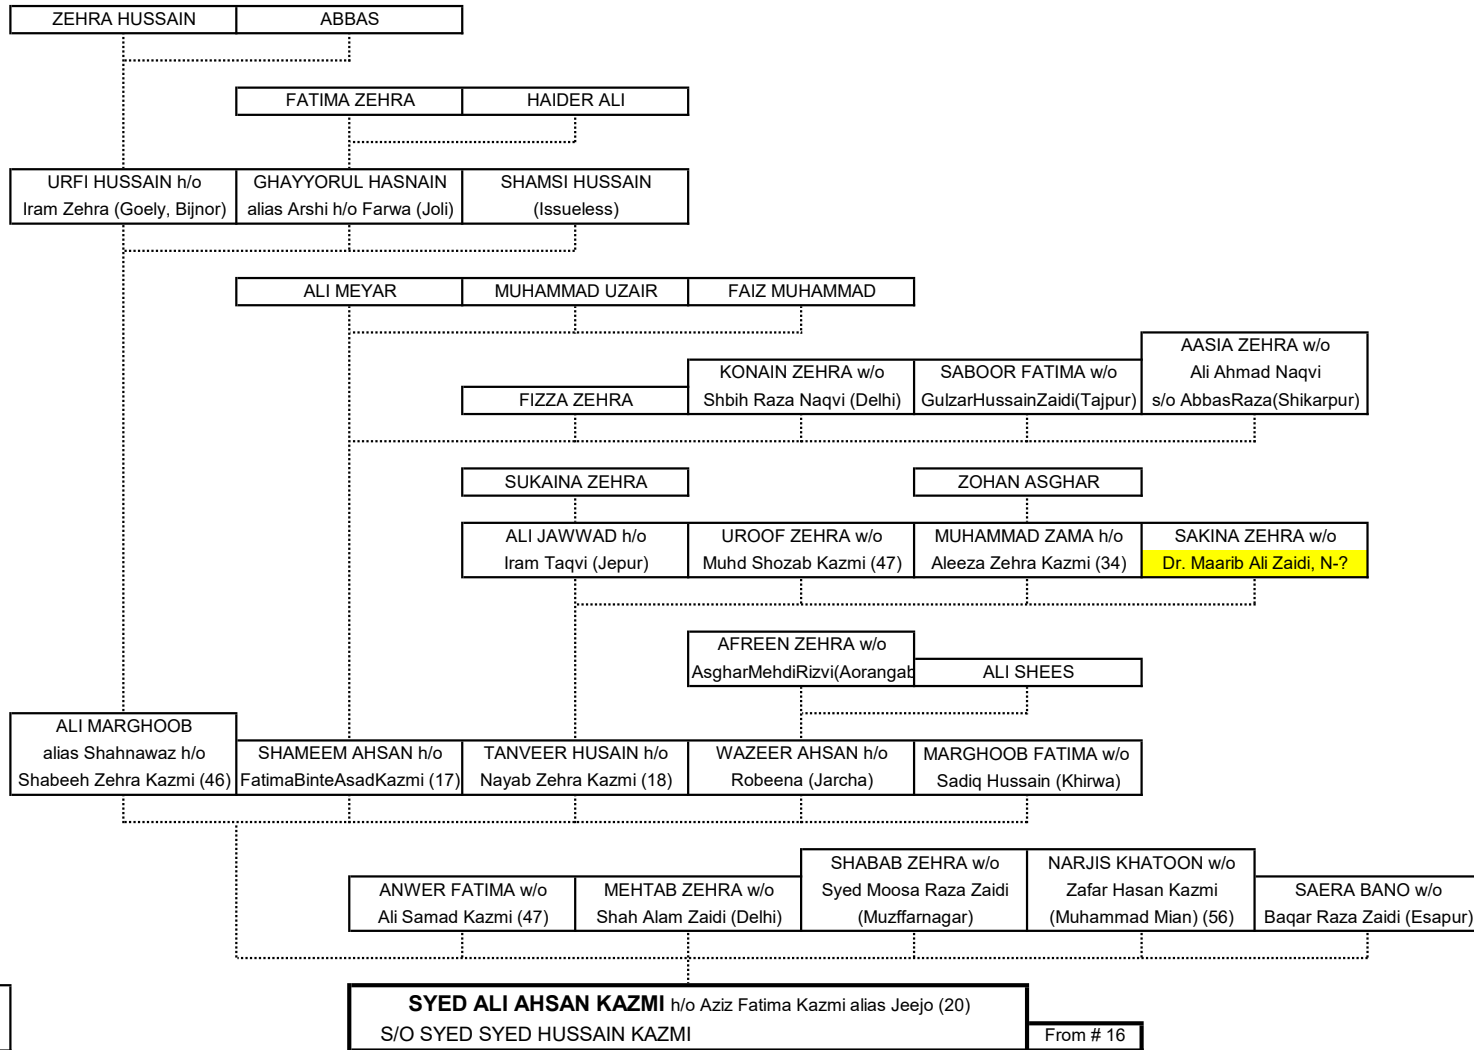 ZEHRA HUSSAIN
ABBAS
FATIMA ZEHRA
HAIDER ALI
URFI HUSSAIN h/o
Iram Zehra (Goely, Bijnor)
GHAYYORUL HASNAIN
alias Arshi h/o Farwa (Joli)
SHAMSI HUSSAIN
(Issueless)
ALI MEYAR
MUHAMMAD UZAIR
FAIZ MUHAMMAD
FIZZA ZEHRA
KONAIN ZEHRA w/o
Shbih Raza Naqvi (Delhi)
SABOOR FATIMA w/o
GulzarHussainZaidi(Tajpur)
AASIA ZEHRA w/o
Ali Ahmad Naqvi
s/o AbbasRaza(Shikarpur)
SUKAINA ZEHRA
ZOHAN ASGHAR
ALI JAWWAD h/o
Iram Taqvi (Jepur)
UROOF ZEHRA w/o
Muhd Shozab Kazmi (47)
MUHAMMAD ZAMA h/o
Aleeza Zehra Kazmi (34)
SAKINA ZEHRA w/o
Dr. Maarib Ali Zaidi, N-?
AFREEN ZEHRA w/o
AsgharMehdiRizvi(Aorangab
ALI SHEES
ALI MARGHOOB
alias Shahnawaz h/o
Shabeeh Zehra Kazmi (46)
SHAMEEM AHSAN h/o
FatimaBinteAsadKazmi (17)
TANVEER HUSAIN h/o
Nayab Zehra Kazmi (18)
WAZEER AHSAN h/o
Robeena (Jarcha)
MARGHOOB FATIMA w/o
Sadiq Hussain (Khirwa)
ANWER FATIMA w/o
Ali Samad Kazmi (47)
MEHTAB ZEHRA w/o
Shah Alam Zaidi (Delhi)
SHABAB ZEHRA w/o
Syed Moosa Raza Zaidi
(Muzffarnagar)
NARJIS KHATOON w/o
Zafar Hasan Kazmi
(Muhammad Mian) (56)
SAERA BANO w/o
Baqar Raza Zaidi (Esapur)
SYED ALI AHSAN KAZMI h/o Aziz Fatima Kazmi alias Jeejo (20)
S/O SYED SYED HUSSAIN KAZMI
From # 16